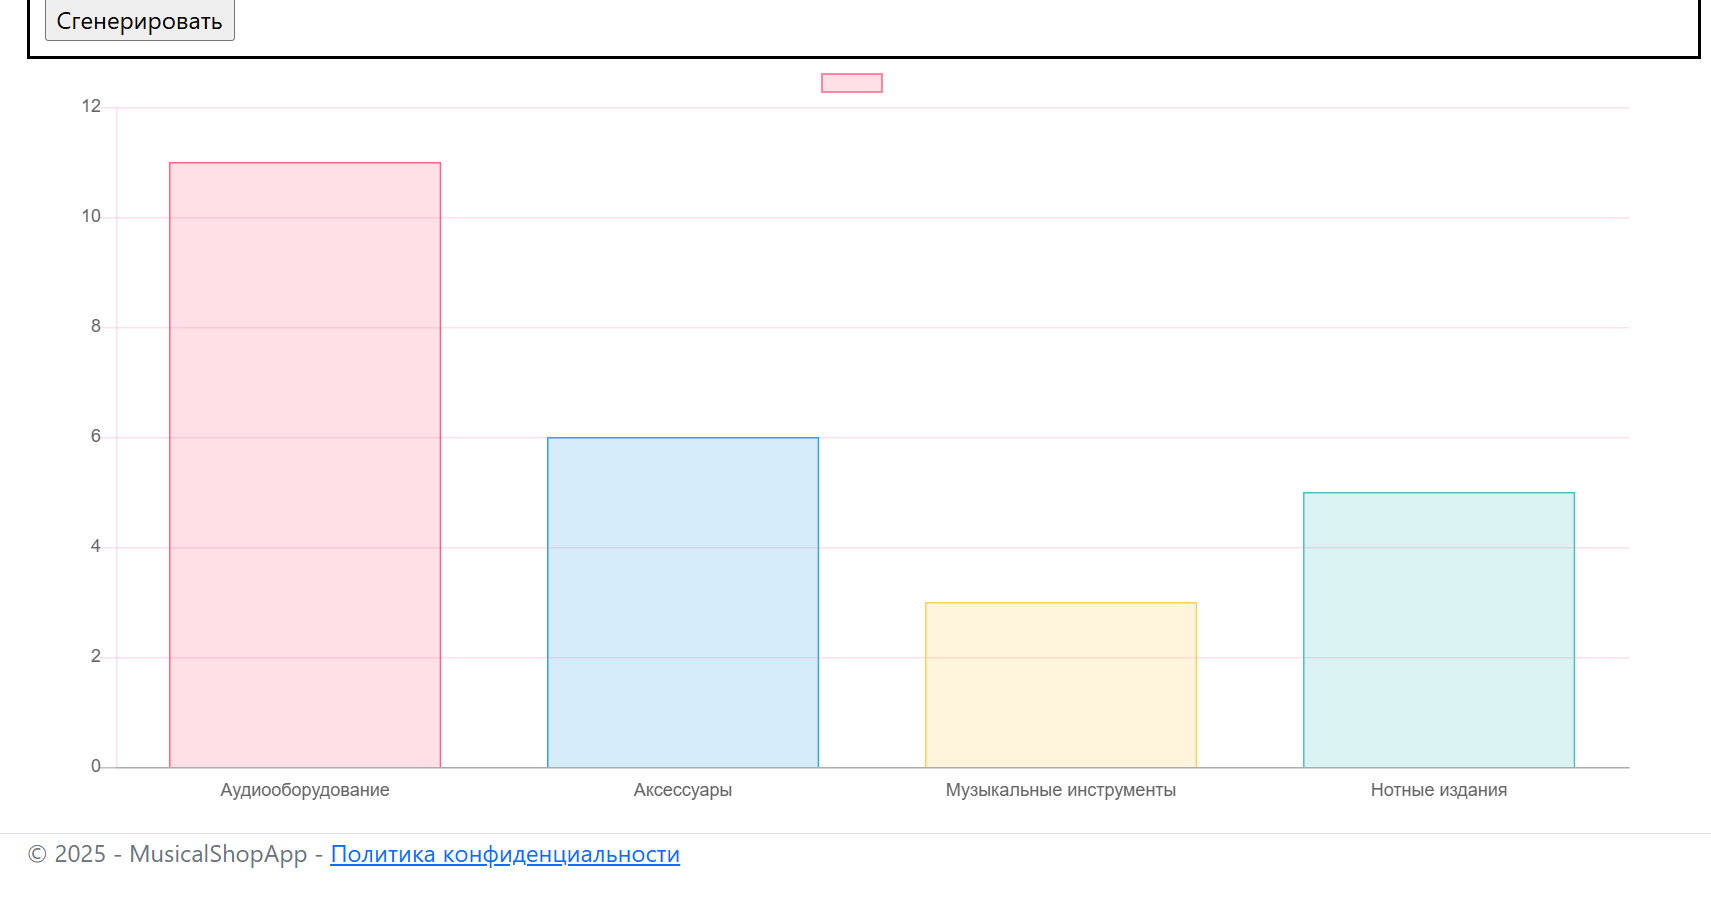 Сгенерировать
12
10
8
6
4
2
0
Аудиооборудование Аксессуары Музыкальные инструменты Нотные издания
© 2025 - MusicalShopApp - Политика конфиденциальности